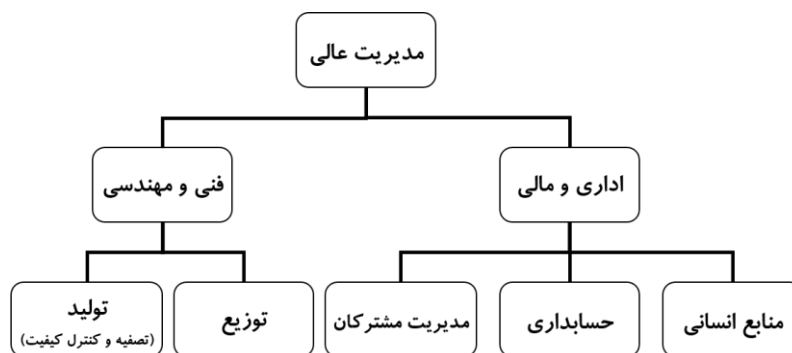 مدیریت عالی
اداری و مالی
فنی و مهندسی
منابع انسانی
حسابداری
مدیریت مشترکان
توزیع
تولید
(تصفیه و کنترل کیفیت)